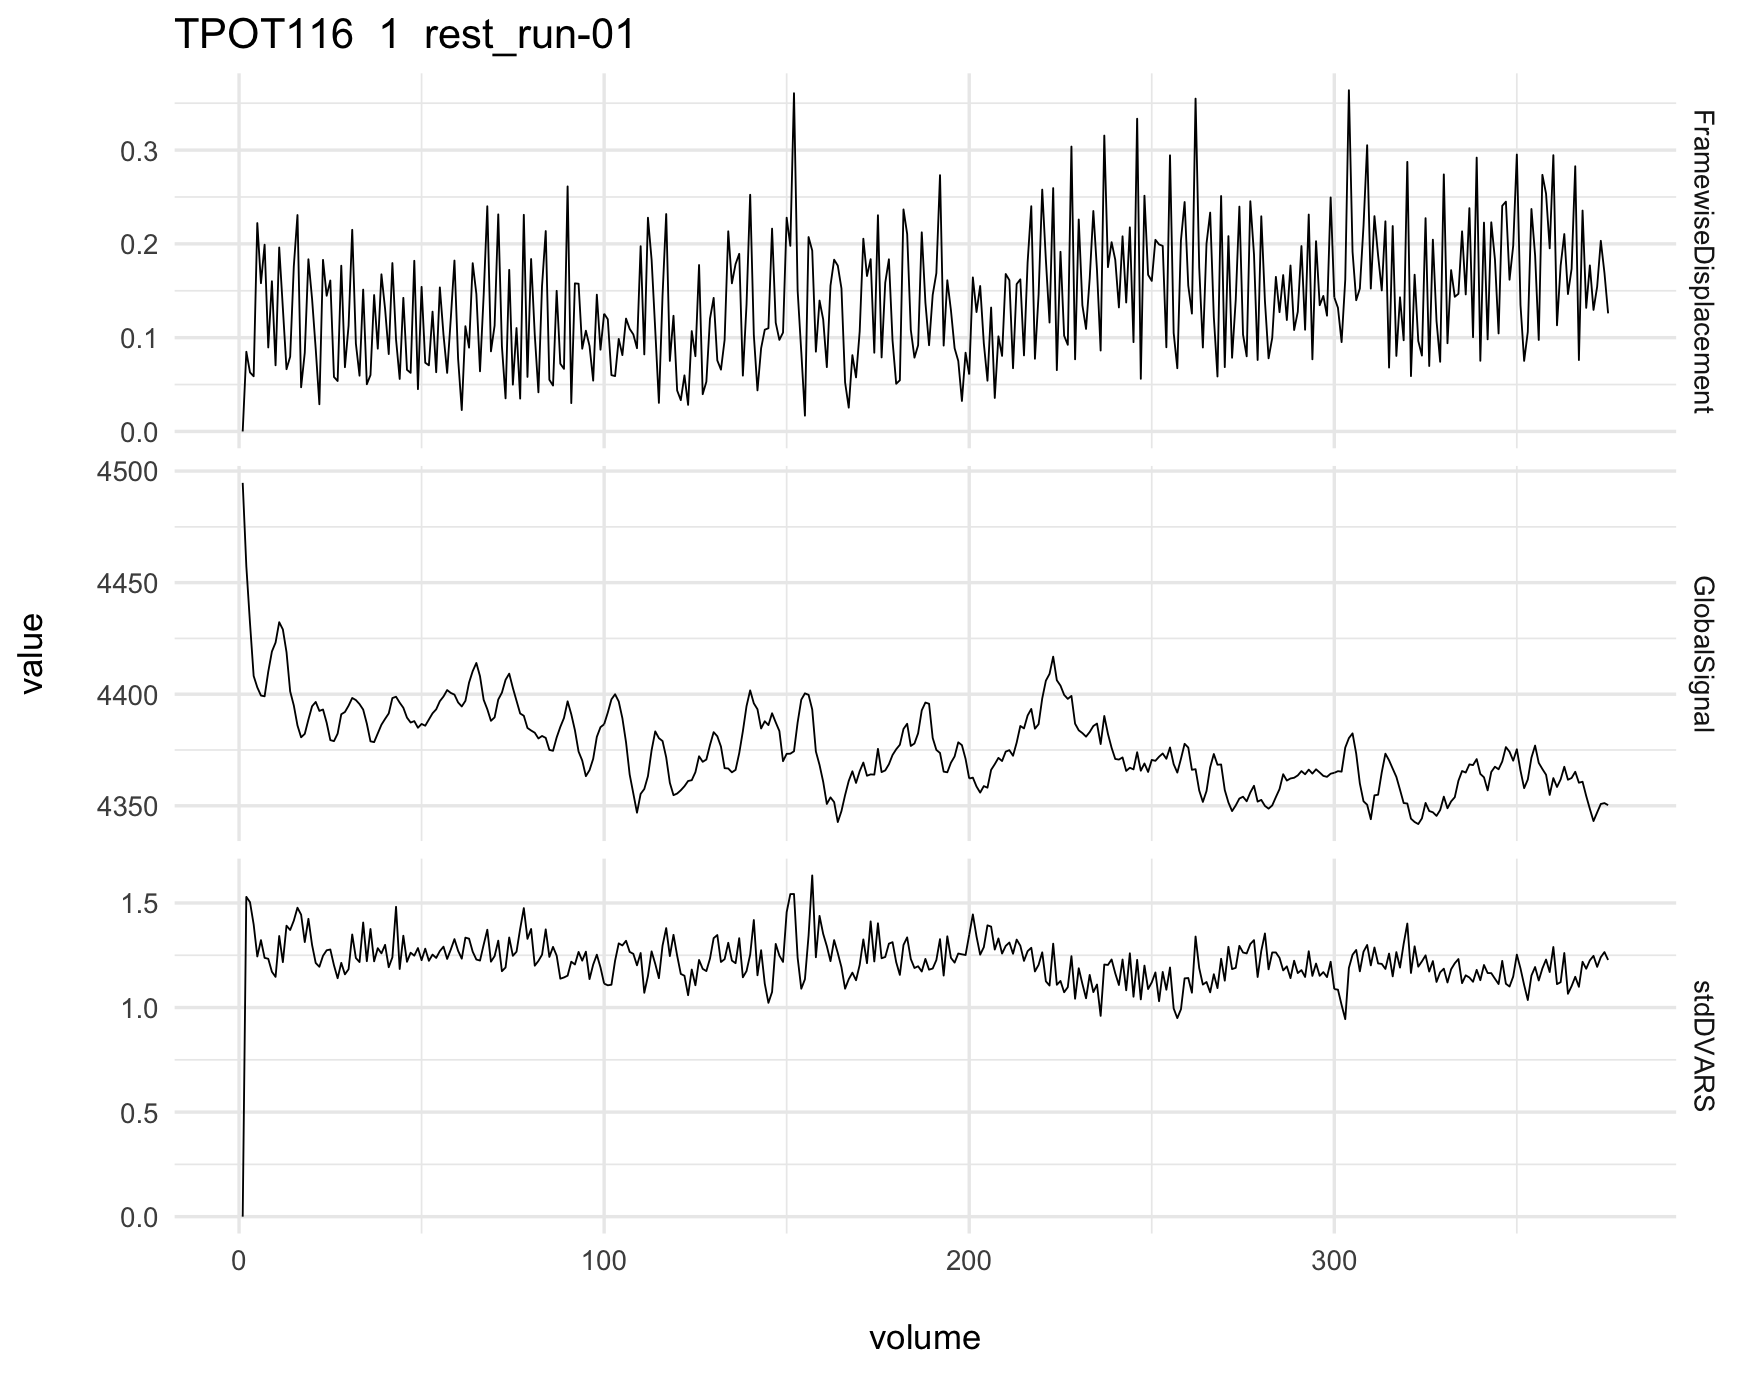 TPOT116 1 rest_run-01
0.3
0.2
0.1
0.0
FramewiseDisplacement
4500
4450
4400
4350
GlobalSignal
value
1.5
1.0
0.5
0.0
stdDVARS
0 100 200 300
volume